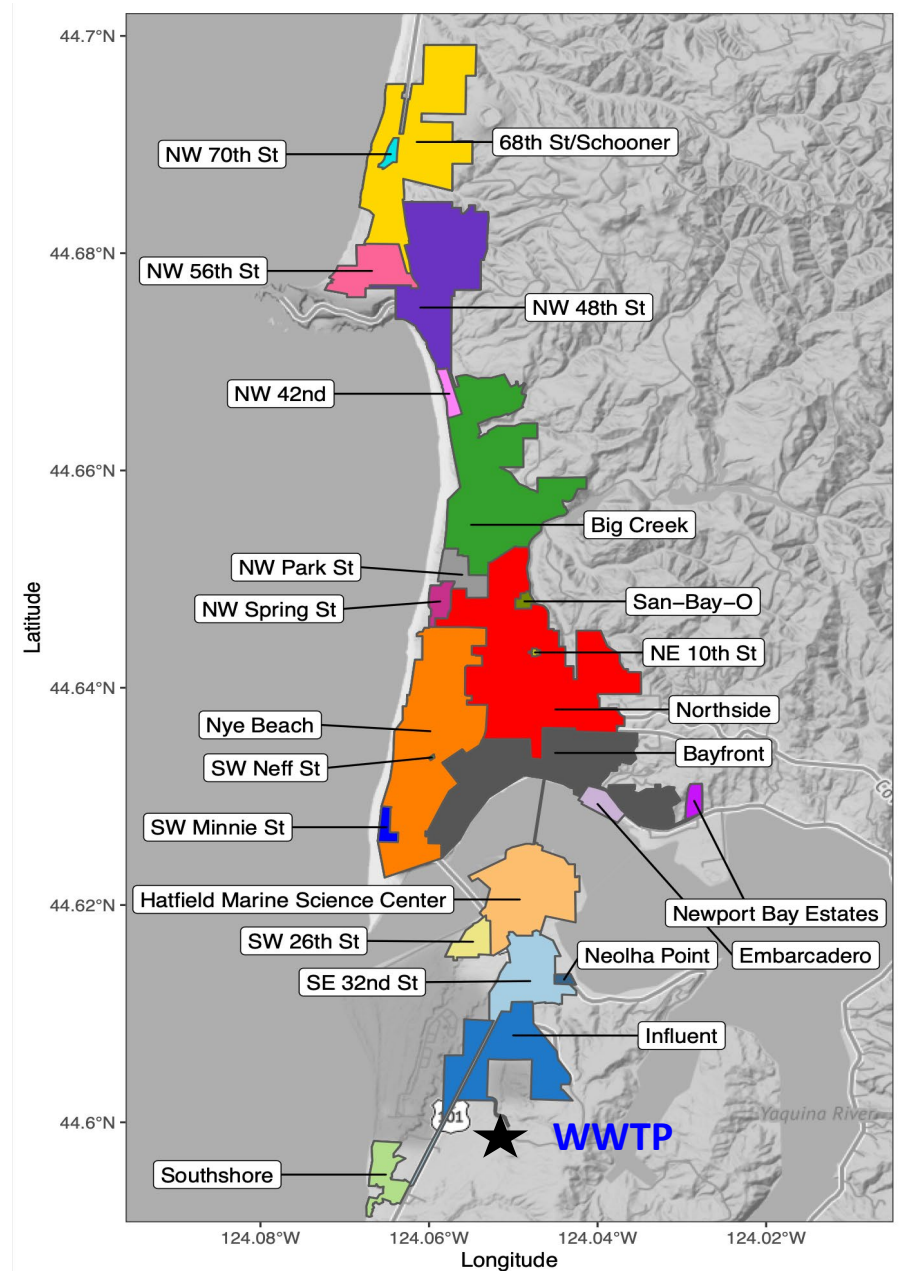 44.7°N
NW 70th St
68th St/Schooner
44.68°N
NW 56th St
NW 48th St
NW 42nd
44.66°N
Big Creek
NW Park St
NW Spring St
San-Bay-O
Latitude
NE 10th St
44.64°N
Northside
Nye Beach
Bayfront
SW Neff St
SW Minnie St
Hatfield Marine Science Center
44.62°N
Newport Bay Estates
SW 26th St
Neolha Point
Embarcadero
SE 32nd St
Influent
101
Yaquina River
44.6°N
WWTP
Southshore
124.08°W
124.06°W
124.04°W
124.02°W
Longitude